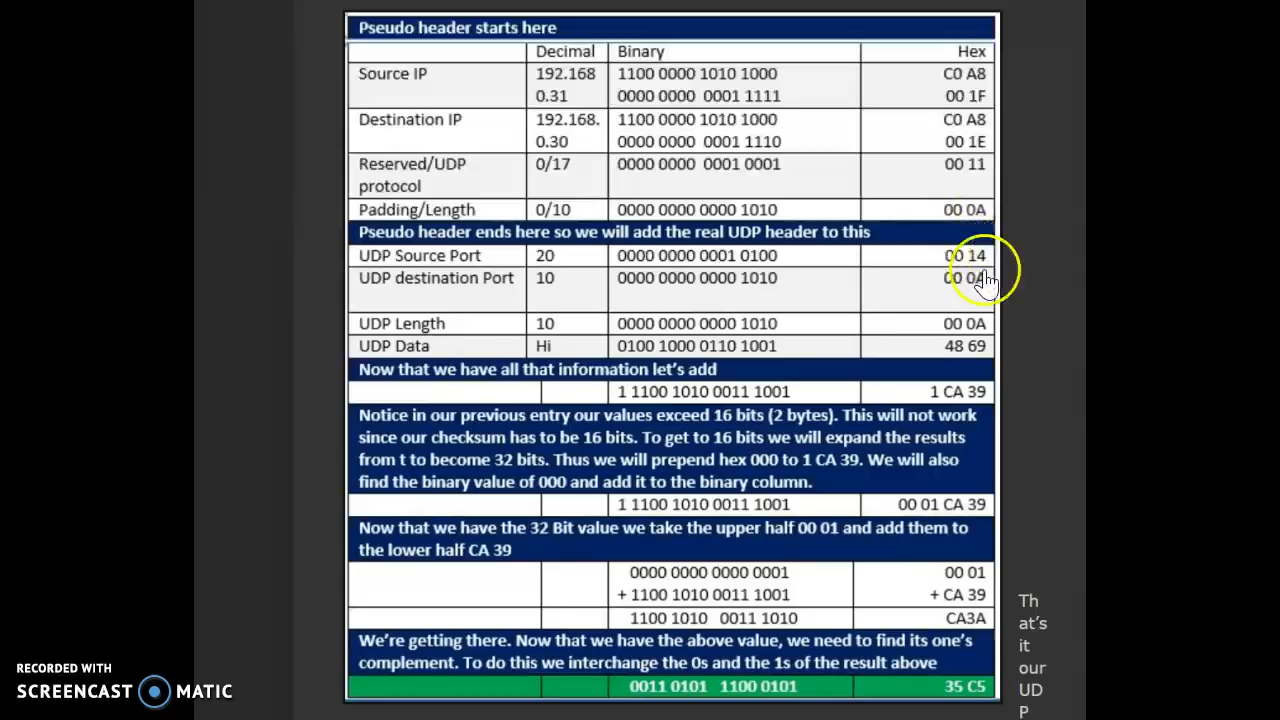 Pseudo header starts here
Decimal Binary Hex
Source IP 192.168 1100 0000 1010 1000 C0 A8
0.31 0000 0000 0001 1111 00 1F
Destination IP 192.168. 1100 0000 1010 1000 C0 A8
0.30 0000 0000 0001 1110 00 1E
Reserved/UDP 0/17 0000 0000 0001 0001 00 11
protocol
Padding/Length 0/10 0000 0000 0000 1010 00 0A
Pseudo header ends here so we will add the real UDP header to this
UDP Source Port 20 0000 0000 0001 0100 00 14
UDP destination Port 10 0000 0000 0000 1010 00 0A
UDP Length 10 0000 0000 0000 1010 00 0A
UDP Data Hi 0100 1000 0110 1001 48 69
Now that we have all that information let's add
1 1100 1010 0011 1001 1 CA 39
Notice in our previous entry our values exceed 16 bits (2 bytes). This will not work
since our checksum has to be 16 bits. To get to 16 bits we will expand the results
from t to become 32 bits. Thus we will prepend hex 000 to 1 CA 39. We will also
find the binary value of 000 and add it to the binary column.
1 1100 1010 0011 1001 00 01 CA 39
Now that we have the 32 Bit value we take the upper half 00 01 and add them to
the lower half CA 39
0000 0000 0000 0001 00 01
+ 1100 1010 0011 1001 + CA 39
1100 1010 0011 1010 CA3A
We're getting there. Now that we have the above value, we need to find its one's
complement. To do this we interchange the 0s and the 1s of the result above
0011 0101 1100 0101 35 C5
Th
at's
it
our
UD
P
RECORDED WITH
SCREENCAST MATIC